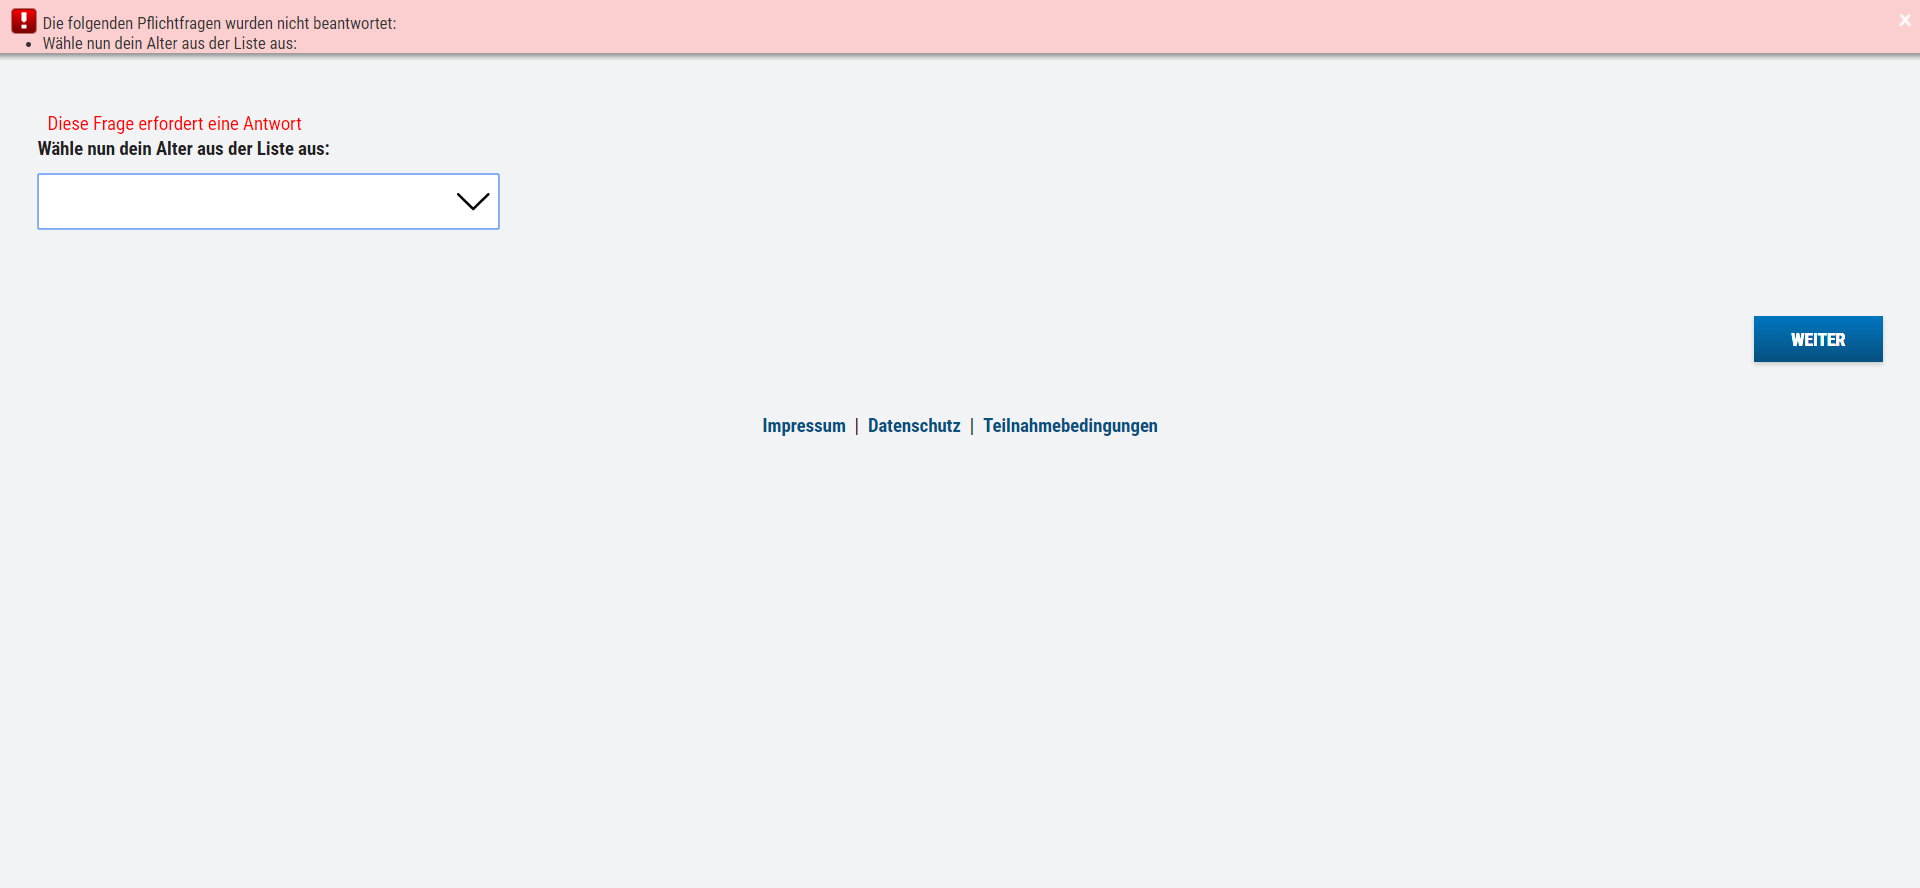 Die folgenden Pflichtfragen wurden nicht beantwortet:
• Wähle nun dein Alter aus der Liste aus:
x
Diese Frage erfordert eine Antwort
Wähle nun dein Alter aus der Liste aus:
WEITER
Impressum | Datenschutz | Teilnahmebedingungen